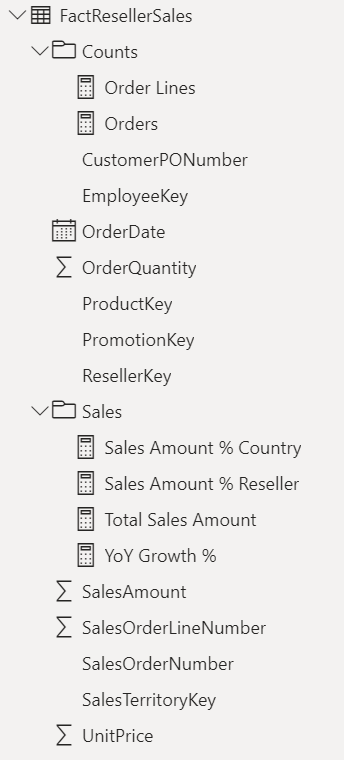 FactResellerSales
Counts
Order Lines
Orders
CustomerPONumber
EmployeeKey
OrderDate
OrderQuantity
ProductKey
PromotionKey
ResellerKey
Sales
Sales Amount % Country
Sales Amount % Reseller
Total Sales Amount
YoY Growth %
SalesAmount
SalesOrderLineNumber
SalesOrderNumber
SalesTerritoryKey
UnitPrice